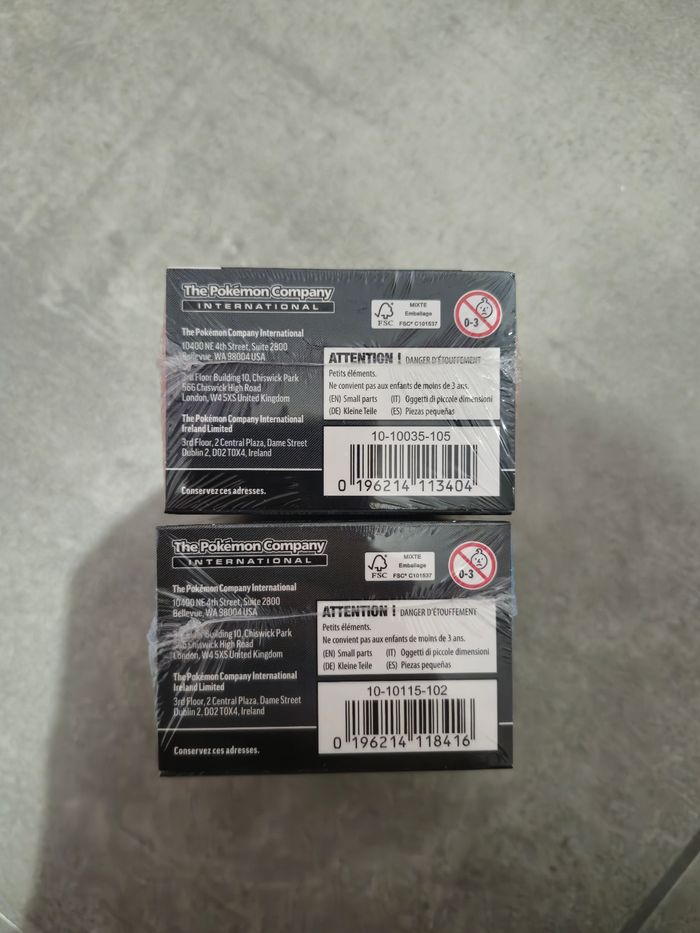 The Pokémon Company
INTERNATIONAL
The Pokémon Company International
10400 NE 4th Street, Suite 2800
Bellevue, WA 98004 USA
3rd Floor Building 10, Chiswick Park
566 Chiswick High Road
London, W4 5XS United Kingdom
The Pokémon Company International
Ireland Limited
3rd Floor, 2 Central Plaza, Dame Street
Dublin 2, D02 T0X4, Ireland
Conservez ces adresses.
FSC
MIXTE
Emballage
FSC® C101537
0-3
ATTENTION ! DANGER D'ÉTOUFFEMENT
Petits éléments.
Ne convient pas aux enfants de moins de 3 ans.
(EN) Small parts (IT) Oggetti di piccole dimensioni
(DE) Kleine Teile (ES) Piezas pequeñas
10-10035-105
0 196214 113404
The Pokémon Company
INTERNATIONAL
The Pokémon Company International
10400 NE 4th Street, Suite 2800
Bellevue, WA 98004 USA
Building 10, Chiswick Park
Chiswick High Road
London, W4 5XS United Kingdom
The Pokémon Company International
Ireland Limited
3rd Floor, 2 Central Plaza, Dame Street
Dublin 2, D02 T0X4, Ireland
Conservez ces adresses.
FSC
MIXTE
Emballage
FSC® C101537
0-3
ATTENTION ! DANGER D'ÉTOUFFEMENT
Petits éléments.
Ne convient pas aux enfants de moins de 3 ans.
(EN) Small parts (IT) Oggetti di piccole dimensioni
(DE) Kleine Teile (ES) Piezas pequeñas
10-10115-102
0 196214 118416